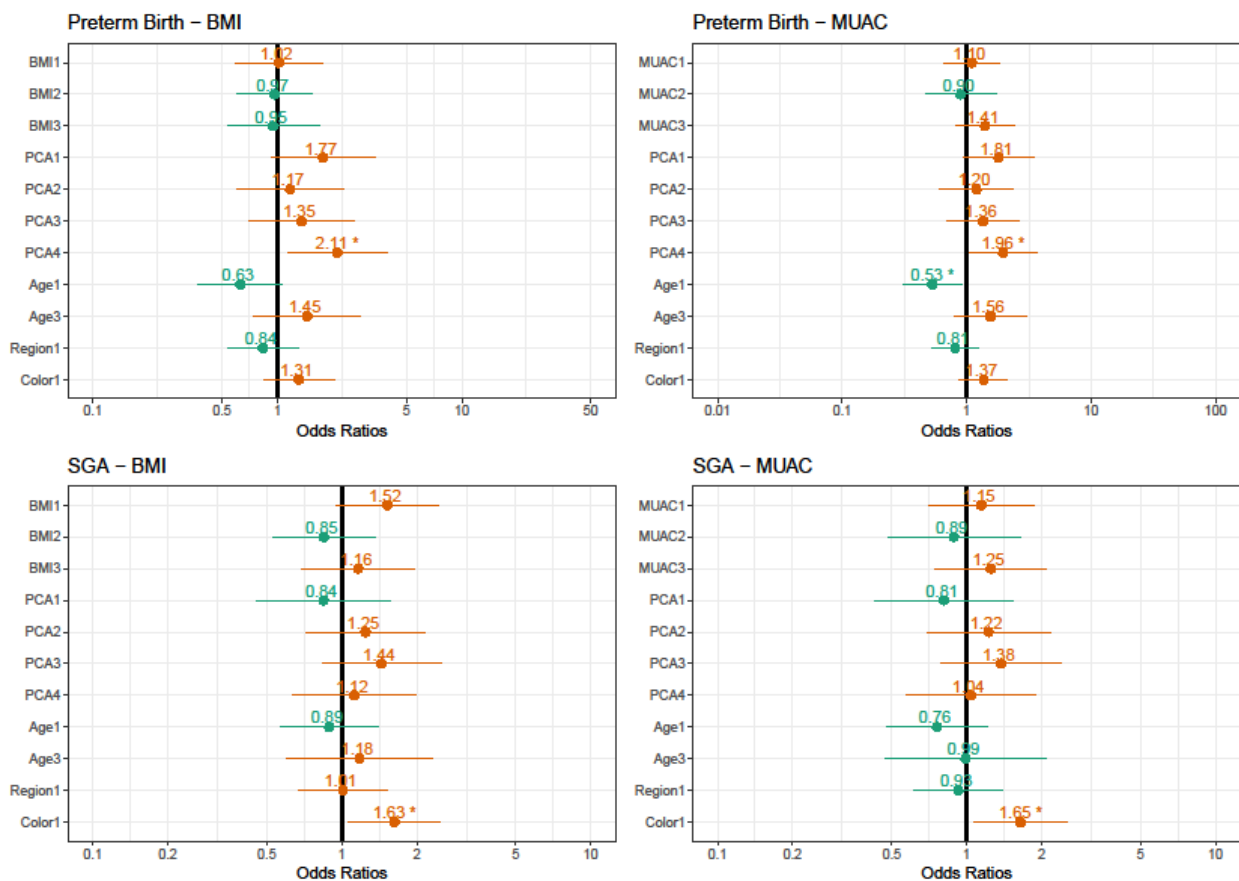 Preterm Birth – BMI
BMI1 1.02
BMI2 0.97
BMI3 0.95
PCA1 1.77
PCA2 1.17
PCA3 1.35
PCA4 2.11 *
Age1 0.63
Age3 1.45
Region1 0.84
Color1 1.31
0.1 0.5 1 5 10 50
Odds Ratios
Preterm Birth – MUAC
MUAC1 1.10
MUAC2 0.90
MUAC3 1.41
PCA1 1.81
PCA2 1.20
PCA3 1.36
PCA4 1.96 *
Age1 0.53 *
Age3 1.56
Region1 0.81
Color1 1.37
0.01 0.1 1 10 100
Odds Ratios
SGA – BMI
BMI1 1.52
BMI2 0.85
BMI3 1.16
PCA1 0.84
PCA2 1.25
PCA3 1.44
PCA4 1.12
Age1 0.89
Age3 1.18
Region1 1.01
Color1 1.63 *
0.1 0.5 1 2 5 10
Odds Ratios
SGA – MUAC
MUAC1 1.15
MUAC2 0.89
MUAC3 1.25
PCA1 0.81
PCA2 1.22
PCA3 1.38
PCA4 1.04
Age1 0.76
Age3 0.99
Region1 0.93
Color1 1.65 *
0.1 0.5 1 2 5 10
Odds Ratios